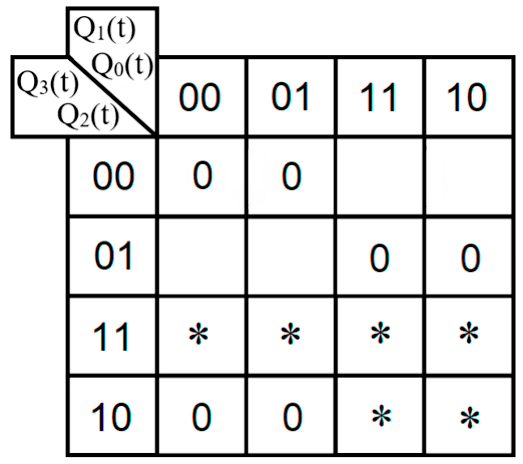 Q₁(t)
Q₀(t)
Q₃(t)
Q₂(t)
00 01 11 10
00 0 0
01 0 0
11 * * * *
10 0 0 * *